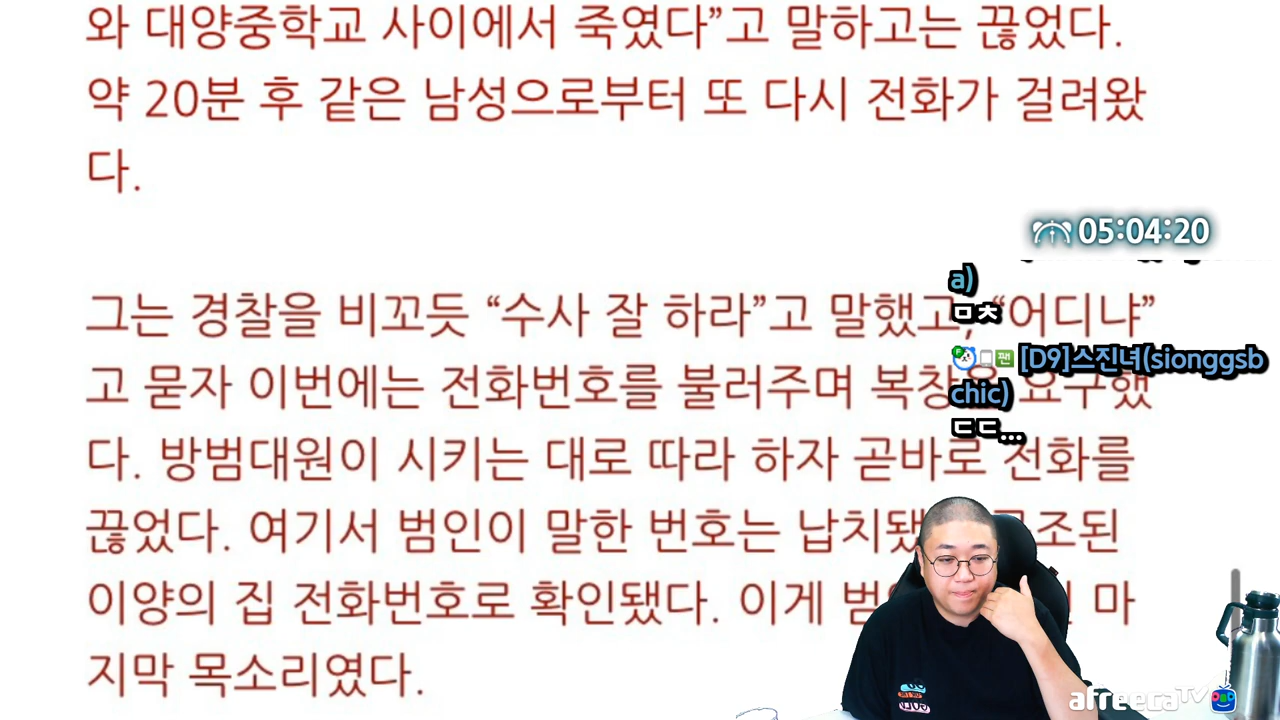 와 대양중학교 사이에서 죽였다”고 말하고는 끊었다.
약 20분 후 같은 남성으로부터 또 다시 전화가 걸려왔
다.
05:04:20
a)
ㅁㅊ
그는 경찰을 비꼬듯 “수사 잘 하라”고 말했고, “어디냐”
[D9]스진녀(sionggsb
chic)
고 묻자 이번에는 전화번호를 불러주며 요구했
ㄷㄷ...
다. 방범대원이 시키는 대로 따라 하자 곧바로 전화를
끊었다. 여기서 범인이 말한 번호는 구조된
이양의 집 전화번호로 확인됐다. 이게 마
지막 목소리였다.
afreecaTV